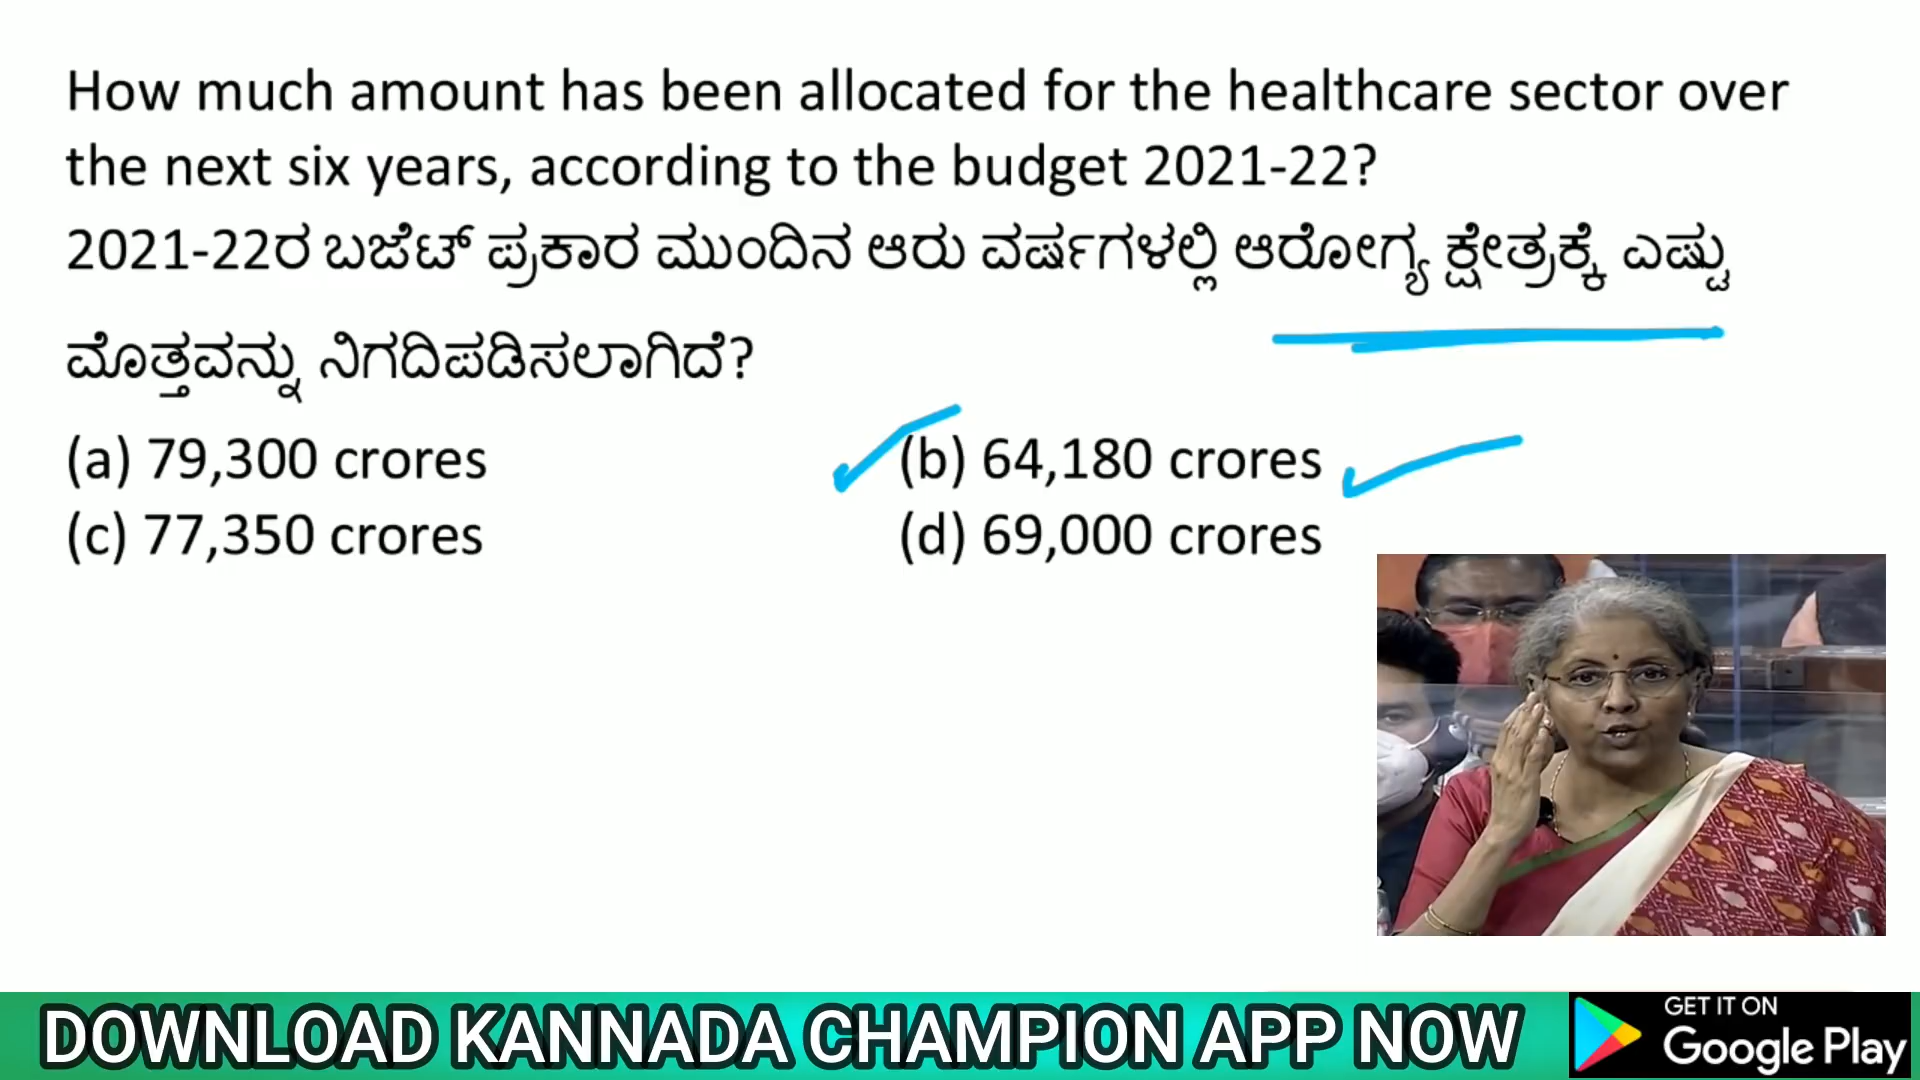 How much amount has been allocated for the healthcare sector over
the next six years, according to the budget 2021-22?
2021-22ರ ಬಜೆಟ್ ಪ್ರಕಾರ ಮುಂದಿನ ಆರು ವರ್ಷಗಳಲ್ಲಿ ಆರೋಗ್ಯ ಕ್ಷೇತ್ರಕ್ಕೆ ಎಷ್ಟು
ಮೊತ್ತವನ್ನು ನಿಗದಿಪಡಿಸಲಾಗಿದೆ?
(a) 79,300 crores (b) 64,180 crores
(c) 77,350 crores (d) 69,000 crores
DOWNLOAD KANNADA CHAMPION APP NOW
GET IT ON
Google Play